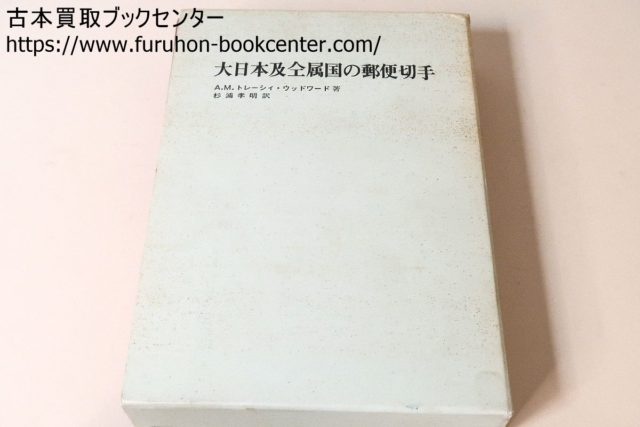 古本買取ブックセンター
https://www.furuhon-bookcenter.com/
大日本及仝属国の郵便切手
A.M.トレーシィ・ウッドワード 著
杉浦孝明 訳